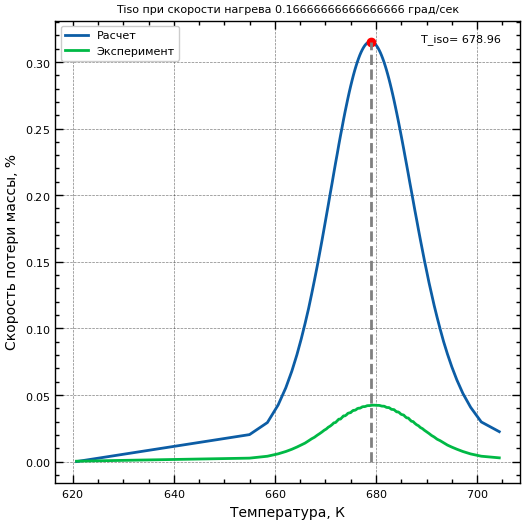 Tiso при скорости нагрева 0.16666666666666666 град/сек
Расчет
Эксперимент
T_iso= 678.96
Скорость потери массы, %
0.30
0.25
0.20
0.15
0.10
0.05
0.00
620 640 660 680 700
Температура, К